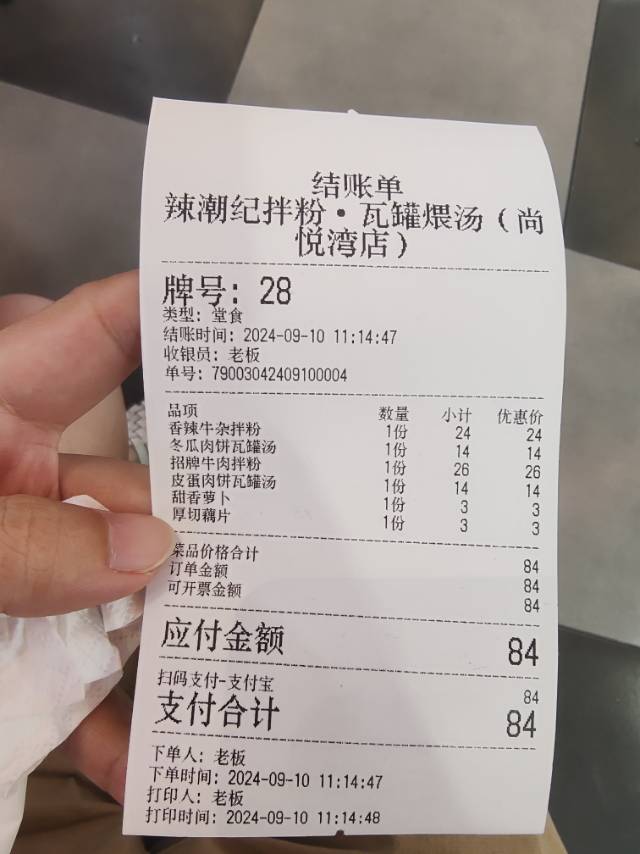 结账单
辣潮纪拌粉·瓦罐煨汤（尚
悦湾店）
牌号: 28
类型: 堂食
结账时间: 2024-09-10 11:14:47
收银员: 老板
单号: 79003042409100004
品项 数量 小计 优惠价
香辣牛杂拌粉 1份 24 24
冬瓜肉饼瓦罐汤 1份 14 14
招牌牛肉拌粉 1份 26 26
皮蛋肉饼瓦罐汤 1份 14 14
甜香萝卜 1份 3 3
厚切藕片 1份 3 3
菜品价格合计 84
订单金额 84
可开票金额 84
应付金额 84
扫码支付-支付宝 84
支付合计 84
下单人: 老板
下单时间: 2024-09-10 11:14:47
打印人: 老板
打印时间: 2024-09-10 11:14:48